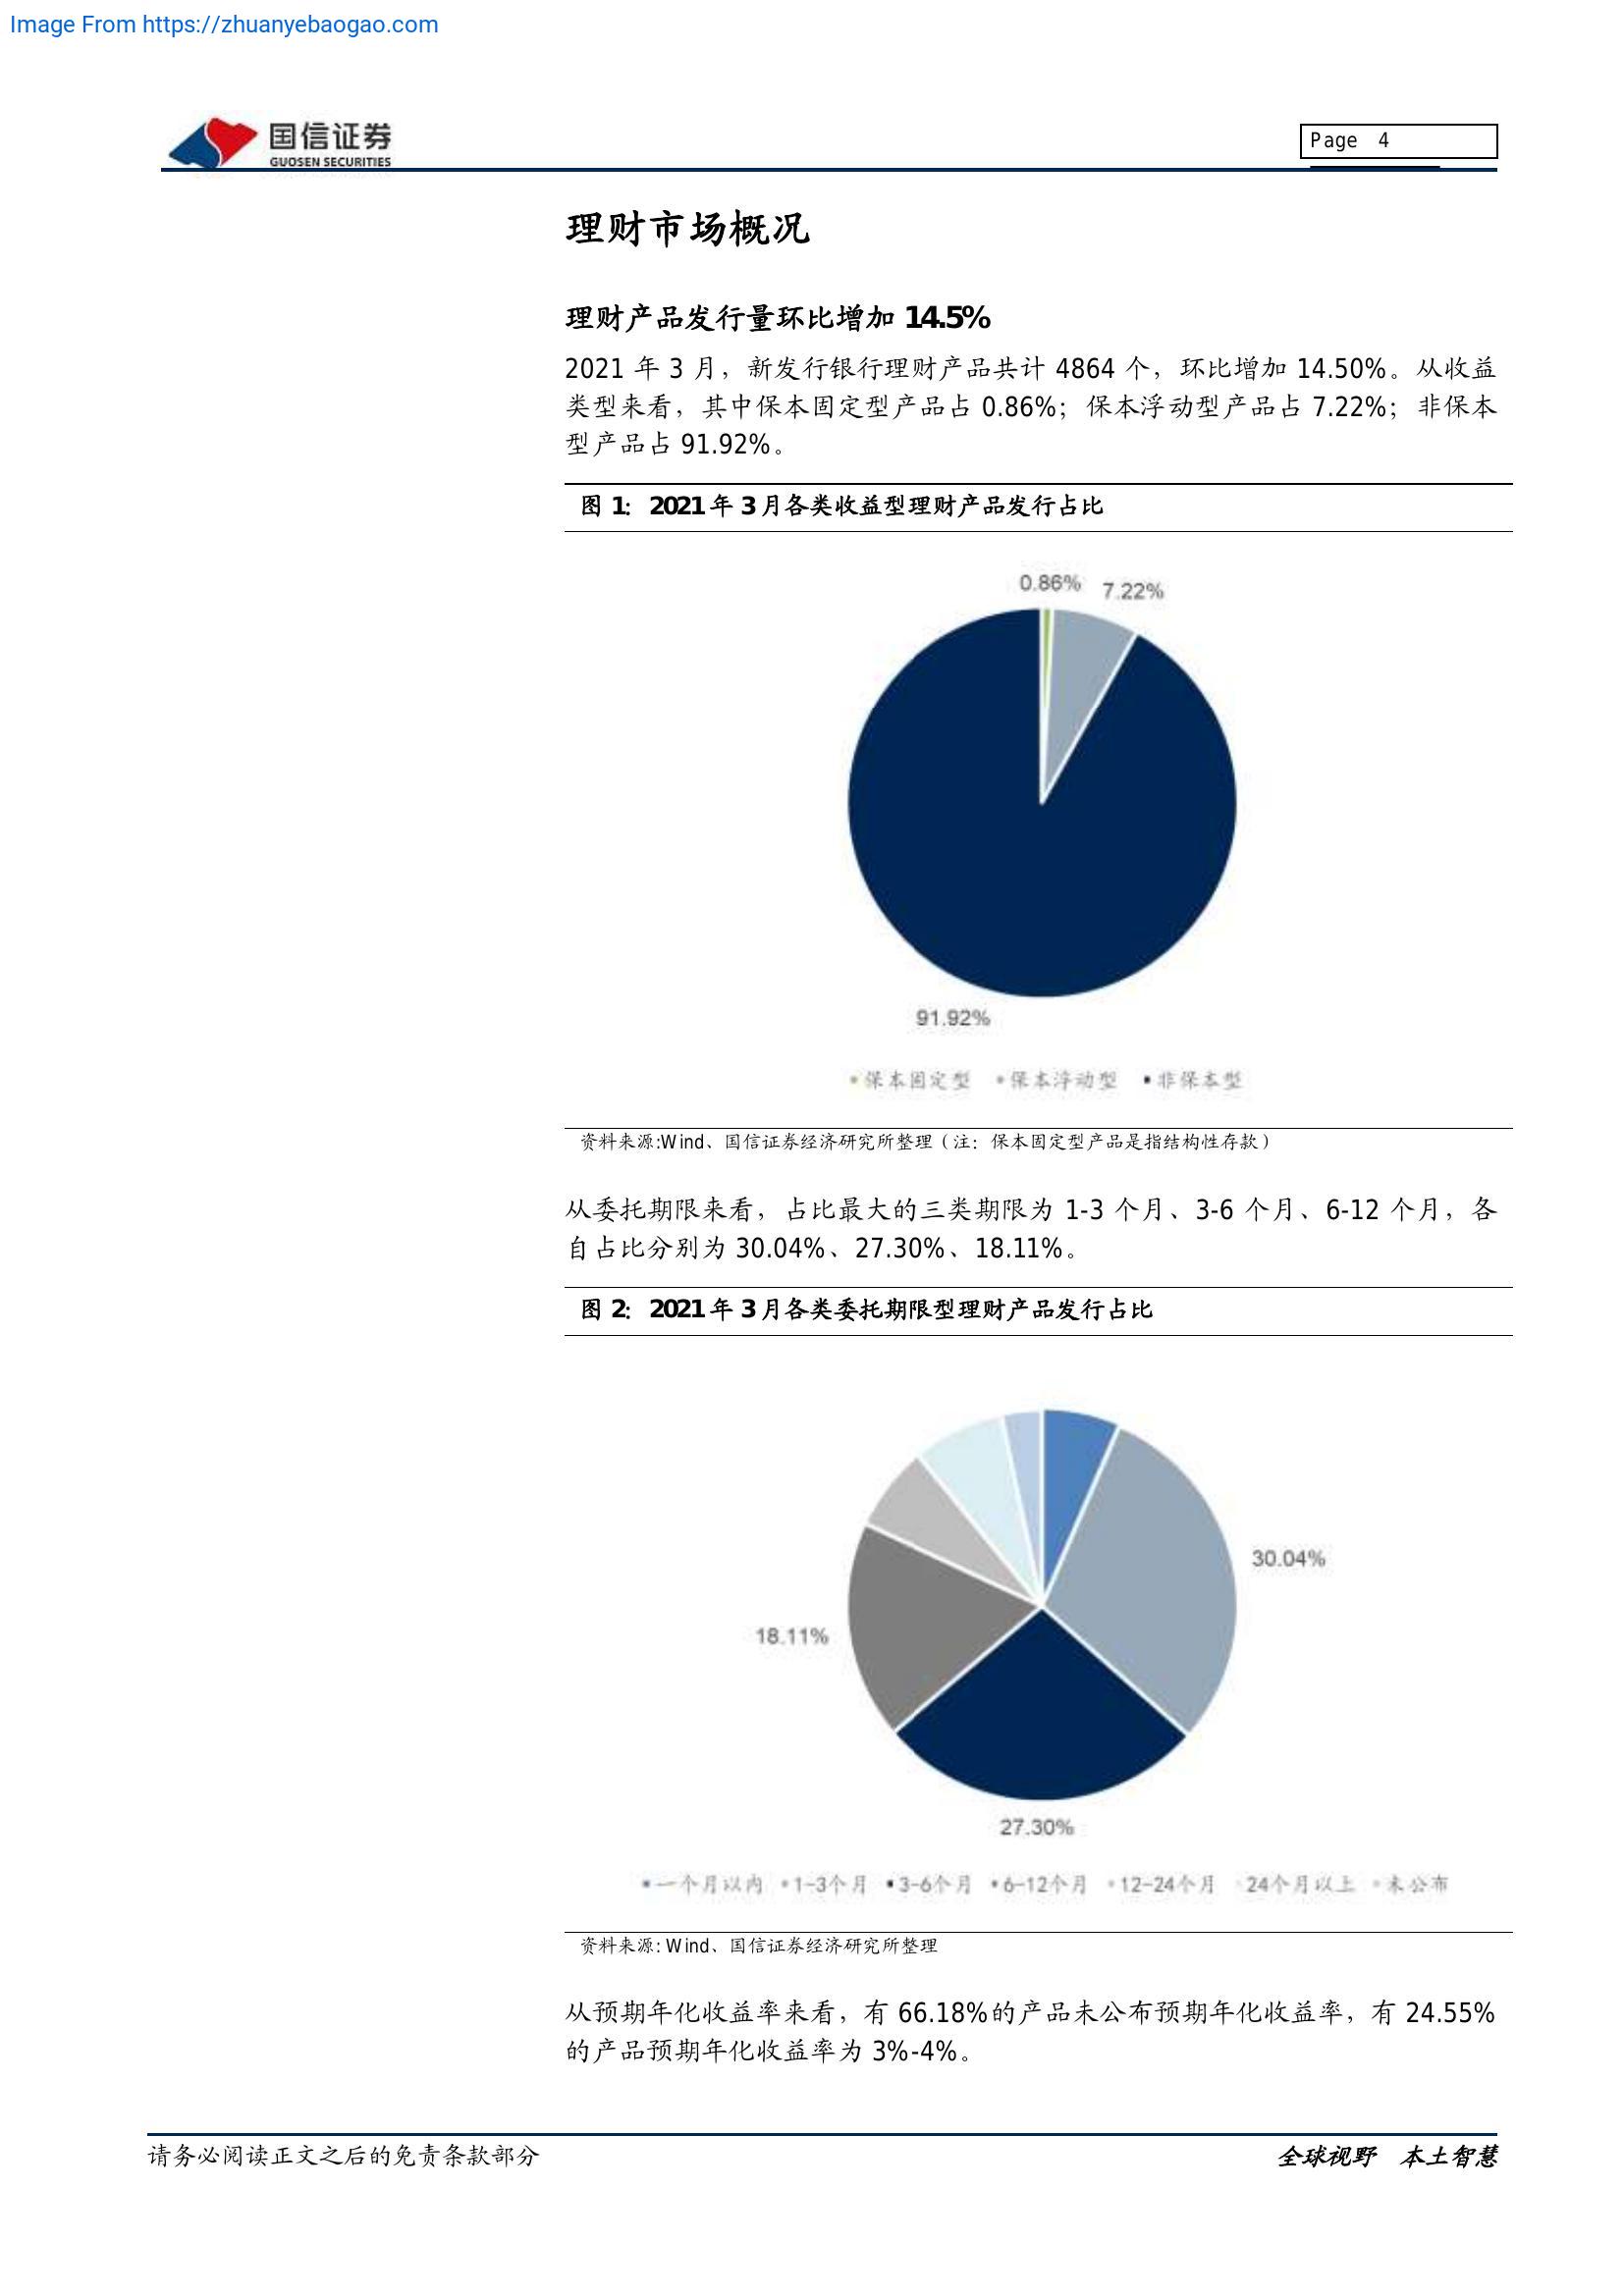 Image From https://zhuanyebaogao.com
国信证券
GUOSEN SECURITIES
Page 4
理财市场概况
理财产品发行量环比增加 14.5%
2021 年 3 月，新发行银行理财产品共计 4864 个，环比增加 14.50%。从收益
类型来看，其中保本固定型产品占 0.86%；保本浮动型产品占 7.22%；非保本
型产品占 91.92%。
图 1：2021 年 3 月各类收益型理财产品发行占比
0.86% 7.22%
91.92%
保本固定型 保本浮动型 非保本型
资料来源:Wind、国信证券经济研究所整理（注：保本固定型产品是指结构性存款）
从委托期限来看，占比最大的三类期限为 1-3 个月、3-6 个月、6-12 个月，各
自占比分别为 30.04%、27.30%、18.11%。
图 2：2021 年 3 月各类委托期限型理财产品发行占比
30.04%
18.11%
27.30%
一个月以内 1-3个月 3-6个月 6-12个月 12-24个月 24个月以上 未公布
资料来源: Wind、国信证券经济研究所整理
从预期年化收益率来看，有 66.18%的产品未公布预期年化收益率，有 24.55%
的产品预期年化收益率为 3%-4%。
请务必阅读正文之后的免责条款部分 全球视野 本土智慧